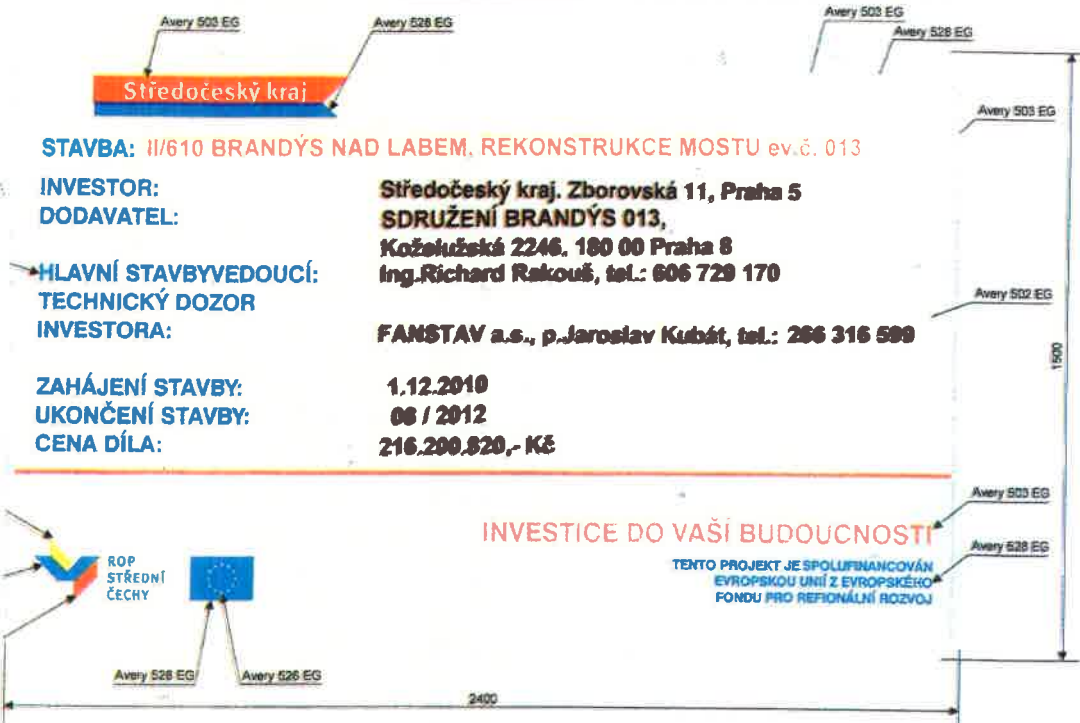 Avery 503 EG
Avery 528 EG
Avery 503 EG
Avery 528 EG
Středočeský kraj
Avery 503 EG
STAVBA: II/610 BRANDÝS NAD LABEM, REKONSTRUKCE MOSTU ev.č. 013
INVESTOR: Středočeský kraj. Zborovská 11, Praha 5
DODAVATEL: SDRUŽENÍ BRANDÝS 013,
Koželužská 2246. 180 00 Praha 8
HLAVNÍ STAVBYVEDOUCÍ: Ing.Richard Rakouš, tel.: 606 729 170
TECHNICKÝ DOZOR
INVESTORA: FANSTAV a.s., p.Jaroslav Kubát, tel.: 266 316 599
Avery 502 EG
1500
ZAHÁJENÍ STAVBY: 1.12.2010
UKONČENÍ STAVBY: 06 / 2012
CENA DÍLA: 216.290.820,- Kč
Avery 503 EG
INVESTICE DO VAŠÍ BUDOUCNOSTI
Avery 528 EG
ROP
STŘEDNÍ
ČECHY
TENTO PROJEKT JE SPOLUFINANCOVÁN
EVROPSKOU UNIÍ Z EVROPSKÉHO
FONDU PRO REFIONÁLNÍ ROZVOJ
Avery 528 EG
Avery 526 EG
2400